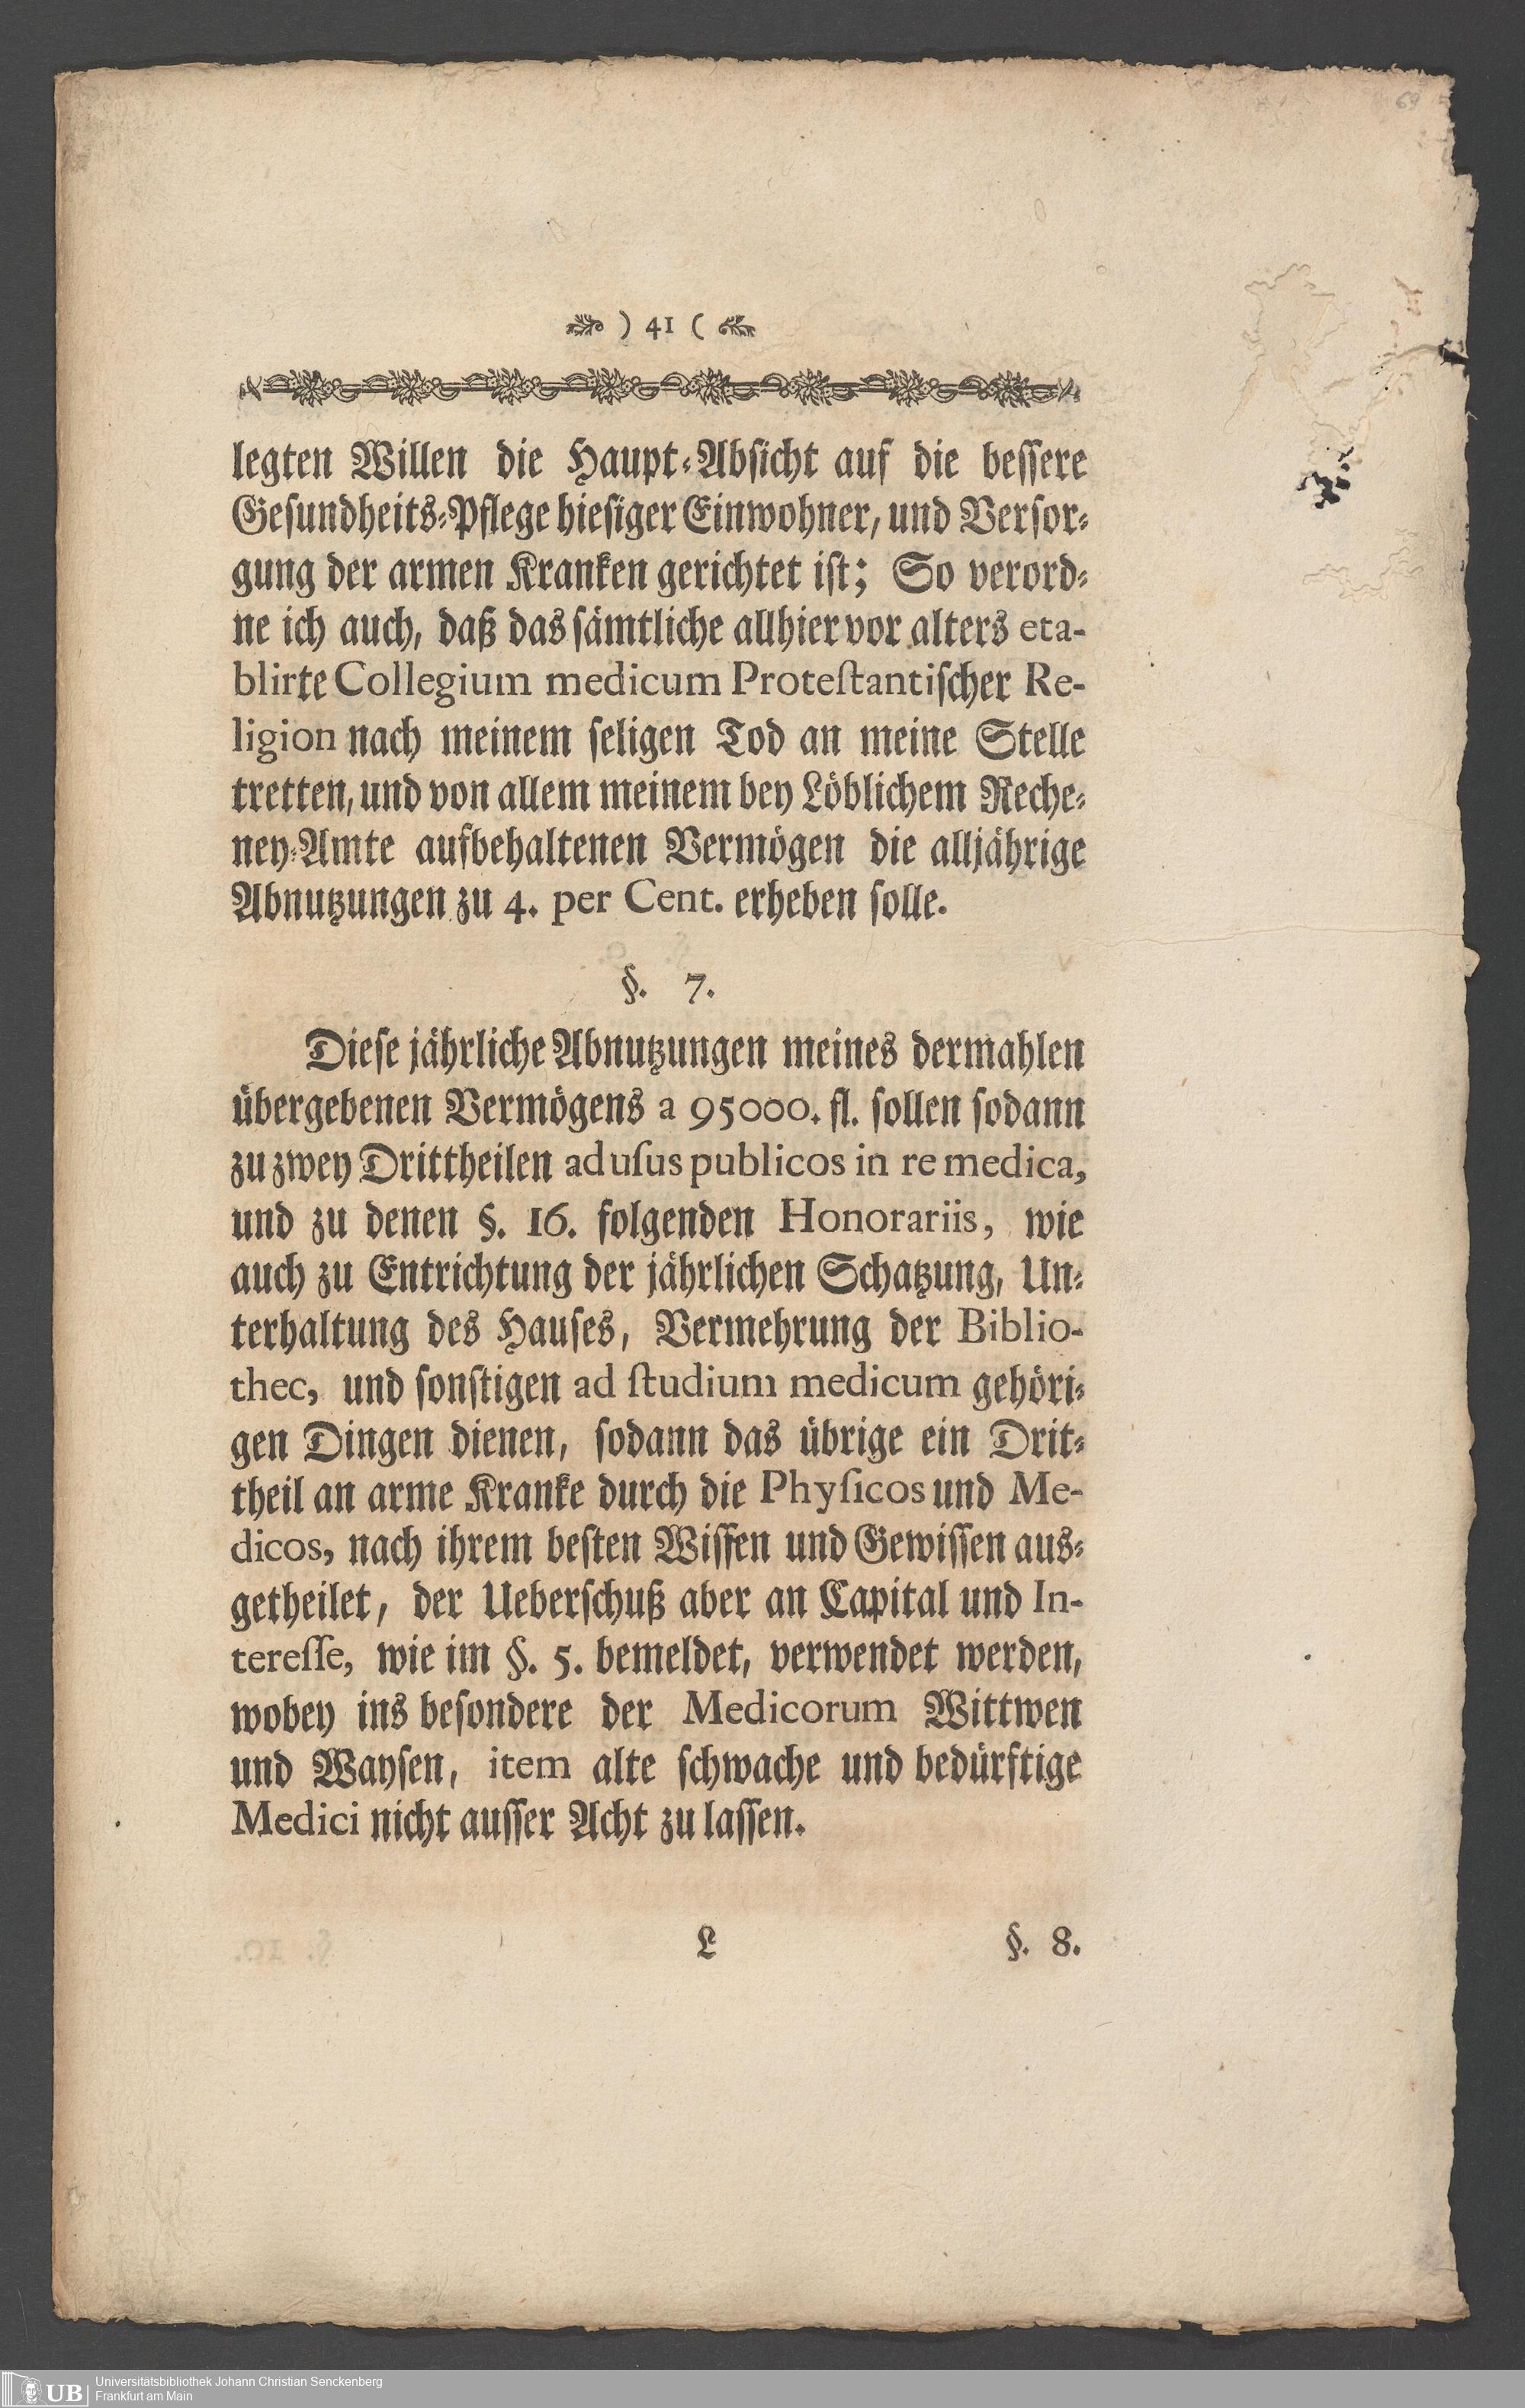 ) 41 (
legten Willen die Haupt-Absicht auf die bessere
Gesundheits-Pflege hiesiger Einwohner, und Versor-
gung der armen Kranken gerichtet ist; So verord-
ne ich auch, daß das sämtliche allhier vor alters eta-
blirte Collegium medicum Protestantischer Re-
ligion nach meinem seligen Tod an meine Stelle
tretten, und von allem meinem bey Löblichem Reche-
ney-Amte aufbehaltenen Vermögen die alljährige
Abnutzungen zu 4. per Cent. erheben solle.
§. 7.
Diese jährliche Abnutzungen meines dermahlen
übergebenen Vermögens a 95000. fl. sollen sodann
zu zwey Drittheilen ad usus publicos in re medica,
und zu denen §. 16. folgenden Honorariis, wie
auch zu Entrichtung der jährlichen Schatzung, Un-
terhaltung des Hauses, Vermehrung der Biblio-
thec, und sonstigen ad studium medicum gehöri-
gen Dingen dienen, sodann das übrige ein Drit-
theil an arme Kranke durch die Physicos und Me-
dicos, nach ihrem besten Wissen und Gewissen aus-
getheilet, der Ueberschuß aber an Capital und In-
teresse, wie im §. 5. bemeldet, verwendet werden,
wobey ins besondere der Medicorum Wittwen
und Waysen, item alte schwache und bedürftige
Medici nicht ausser Acht zu lassen.
L §. 8.
UB Universitätsbibliothek Johann Christian Senckenberg
Frankfurt am Main